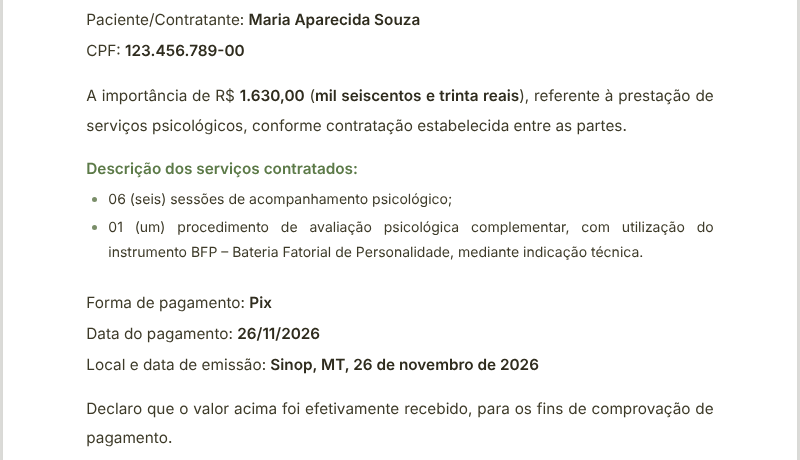 Paciente/Contratante: Maria Aparecida Souza
CPF: 123.456.789-00
A importância de R$ 1.630,00 (mil seiscentos e trinta reais), referente à prestação de
serviços psicológicos, conforme contratação estabelecida entre as partes.
Descrição dos serviços contratados:
• 06 (seis) sessões de acompanhamento psicológico;
• 01 (um) procedimento de avaliação psicológica complementar, com utilização do
instrumento BFP – Bateria Fatorial de Personalidade, mediante indicação técnica.
Forma de pagamento: Pix
Data do pagamento: 26/11/2026
Local e data de emissão: Sinop, MT, 26 de novembro de 2026
Declaro que o valor acima foi efetivamente recebido, para os fins de comprovação de
pagamento.